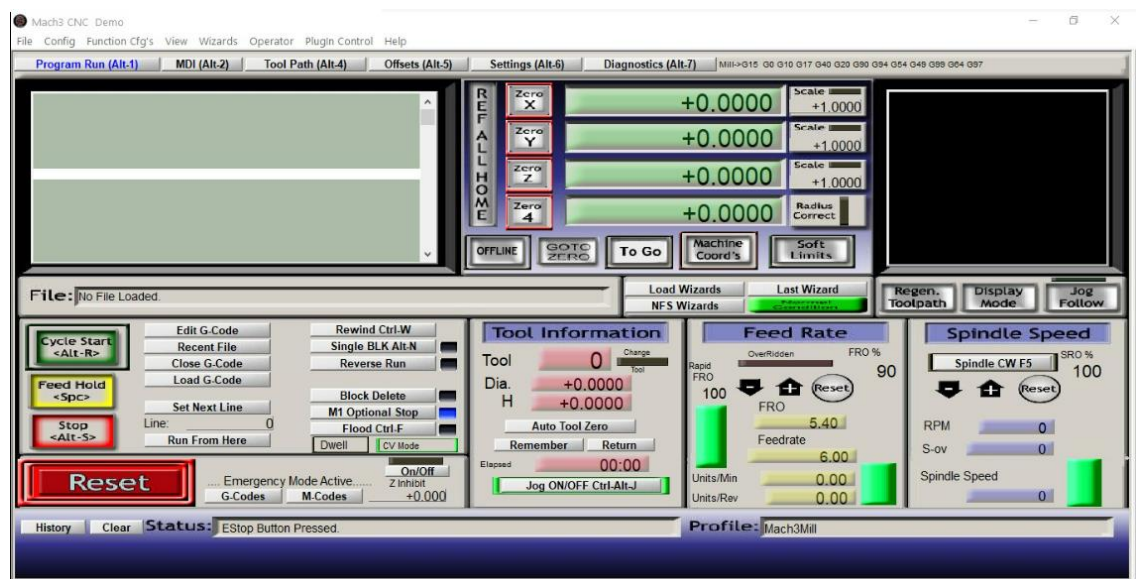 Mach3 CNC Demo
File Config Function Cfg's View Wizards Operator PlugIn Control Help
Program Run (Alt-1) MDI (Alt-2) Tool Path (Alt-4) Offsets (Alt-5) Settings (Alt-6) Diagnostics (Alt-7) Mill->G15 G0 G10 G17 G40 G20 G90 G94 G54 G49 G99 G64 G97
REF ALL HOME
Zero X +0.0000 Scale +1.0000
Zero Y +0.0000 Scale +1.0000
Zero Z +0.0000 Scale +1.0000
Zero 4 +0.0000 Radius Correct
OFFLINE GOTO ZERO To Go Machine Coord's Soft Limits
File: No File Loaded.
Load Wizards Last Wizard
NFS Wizards Normal Condition
Regen. Toolpath Display Mode Jog Follow
Cycle Start <Alt-R>
Feed Hold <Spc>
Stop <Alt-S>
Edit G-Code
Recent File
Close G-Code
Load G-Code
Set Next Line
Line: 0
Run From Here
Rewind Ctrl-W
Single BLK Alt-N
Reverse Run
Block Delete
M1 Optional Stop
Flood Ctrl-F
Dwell CV Mode
Reset
.... Emergency Mode Active......
G-Codes M-Codes
On/Off
Z Inhibit
+0.000
Tool Information
Tool 0 Change Tool
Dia. +0.0000
H +0.0000
Auto Tool Zero
Remember Return
Elapsed 00:00
Jog ON/OFF Ctrl-Alt-J
Feed Rate
OverRidden FRO %
Rapid FRO 90
100 Reset
FRO
5.40
Feedrate
6.00
Units/Min 0.00
Units/Rev 0.00
Spindle Speed
Spindle CW F5 SRO %
100
Reset
RPM 0
S-ov 0
Spindle Speed
0
History Clear Status: EStop Button Pressed. Profile: Mach3Mill